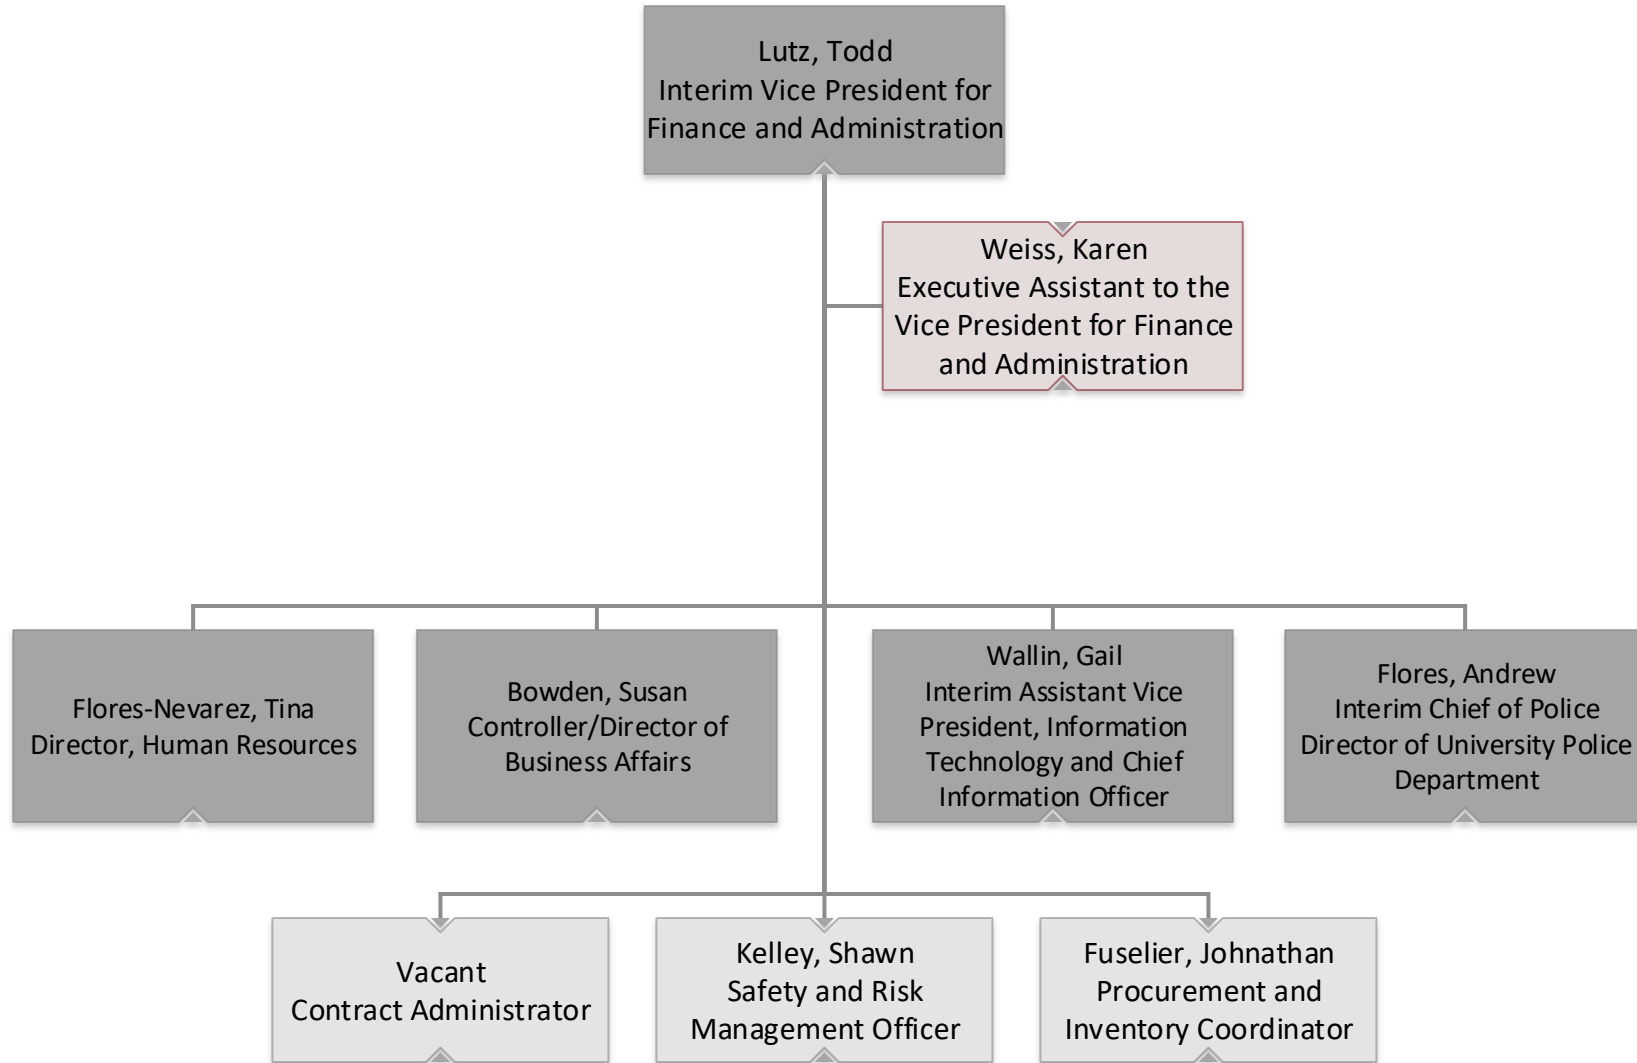 Lutz, Todd
Interim Vice President for
Finance and Administration
Weiss, Karen
Executive Assistant to the
Vice President for Finance
and Administration
Flores-Nevarez, Tina
Director, Human Resources
Bowden, Susan
Controller/Director of
Business Affairs
Wallin, Gail
Interim Assistant Vice
President, Information
Technology and Chief
Information Officer
Flores, Andrew
Interim Chief of Police
Director of University Police
Department
Vacant
Contract Administrator
Kelley, Shawn
Safety and Risk
Management Officer
Fuselier, Johnathan
Procurement and
Inventory Coordinator